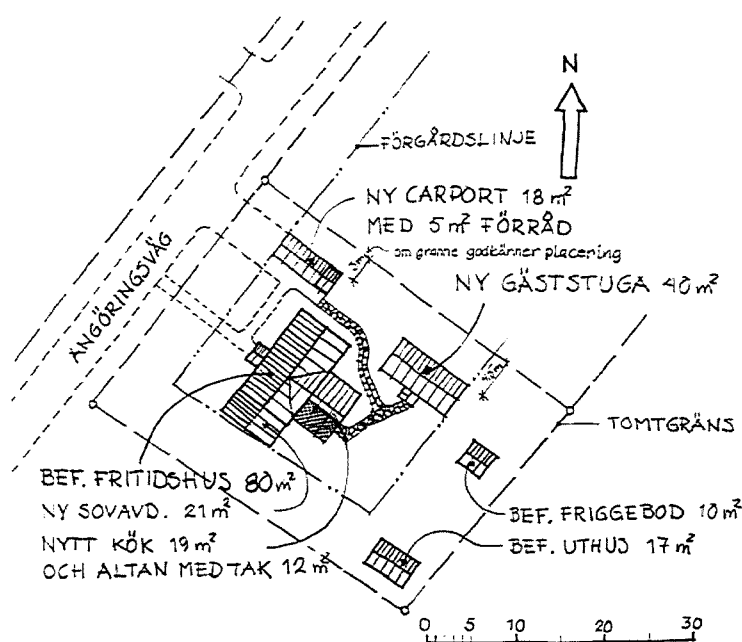 N
FÖRGÅRDSLINJE
NY CARPORT 18 m²
MED 5 m² FÖRRÅD
om granne godkänner placering
NY GÄSTSTUGA 40 m²
ANGÖRINGSVÄG
TOMTGRÄNS
BEF. FRITIDSHUS 80 m²
NY SOVAVD. 21 m²
NYTT KÖK 19 m²
OCH ALTAN MED TAK 12 m²
BEF. FRIGGEBOD 10 m²
BEF. UTHUS 17 m²
0 5 10 20 30